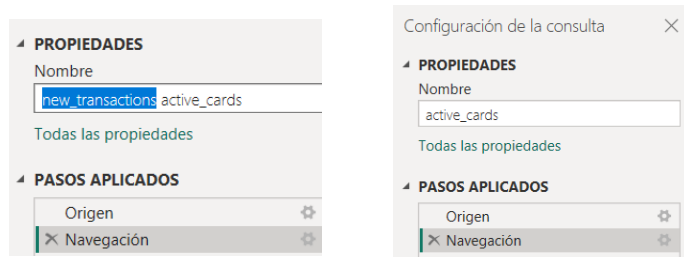 PROPIEDADES
Nombre
new_transactions active_cards
Todas las propiedades
PASOS APLICADOS
Origen
Navegación
Configuración de la consulta
PROPIEDADES
Nombre
active_cards
Todas las propiedades
PASOS APLICADOS
Origen
Navegación